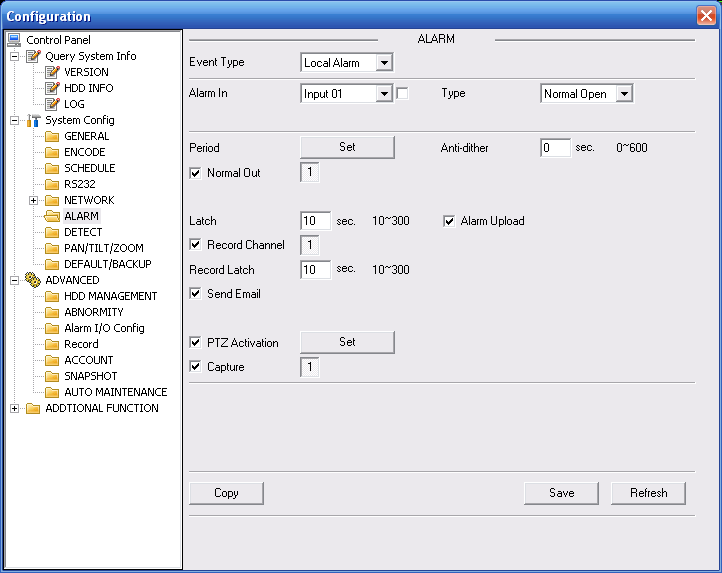 Configuration
Control Panel
Query System Info
VERSION
HDD INFO
LOG
System Config
GENERAL
ENCODE
SCHEDULE
RS232
NETWORK
ALARM
DETECT
PAN/TILT/ZOOM
DEFAULT/BACKUP
ADVANCED
HDD MANAGEMENT
ABNORMITY
Alarm I/O Config
Record
ACCOUNT
SNAPSHOT
AUTO MAINTENANCE
ADDTIONAL FUNCTION
ALARM
Event Type Local Alarm
Alarm In Input 01 Type Normal Open
Period Set Anti-dither 0 sec. 0~600
Normal Out 1
Latch 10 sec. 10~300 Alarm Upload
Record Channel 1
Record Latch 10 sec. 10~300
Send Email
PTZ Activation Set
Capture 1
Copy Save Refresh